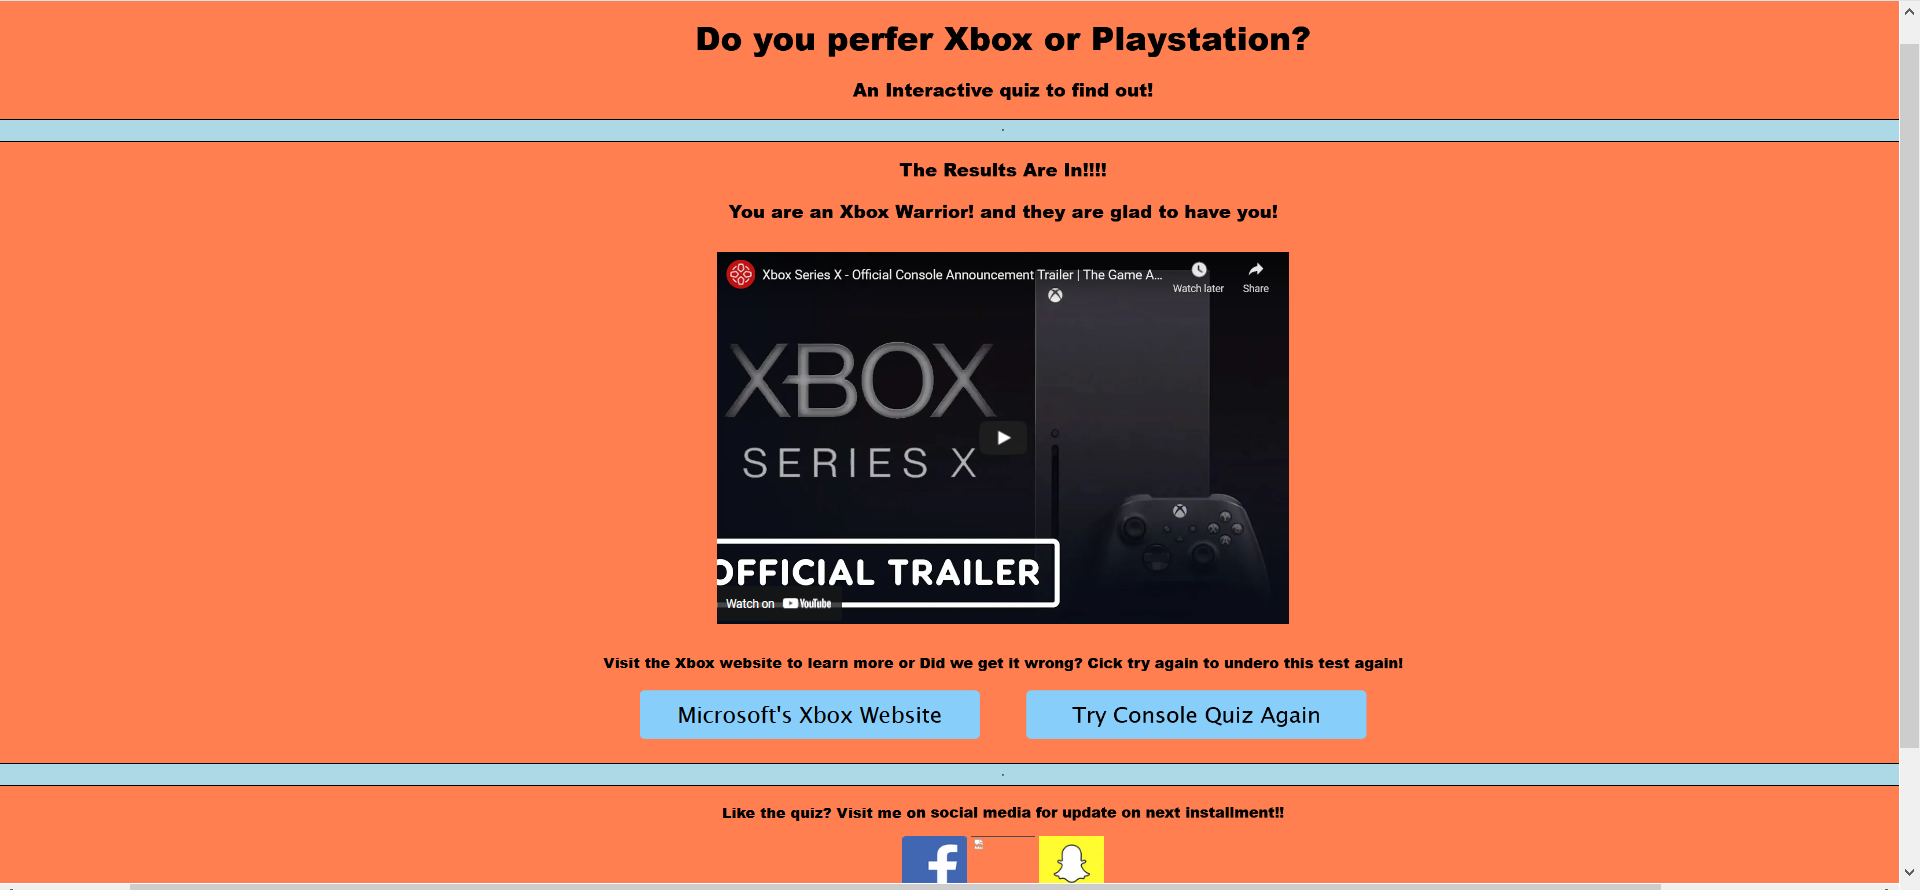 Do you perfer Xbox or Playstation?
An Interactive quiz to find out!
.
The Results Are In!!!!
You are an Xbox Warrior! and they are glad to have you!
Xbox Series X - Official Console Announcement Trailer | The Game A...
Watch later
Share
XBOX
SERIES X
OFFICIAL TRAILER
Watch on YouTube
Visit the Xbox website to learn more or Did we get it wrong? Cick try again to undero this test again!
Microsoft's Xbox Website
Try Console Quiz Again
.
Like the quiz? Visit me on social media for update on next installment!!